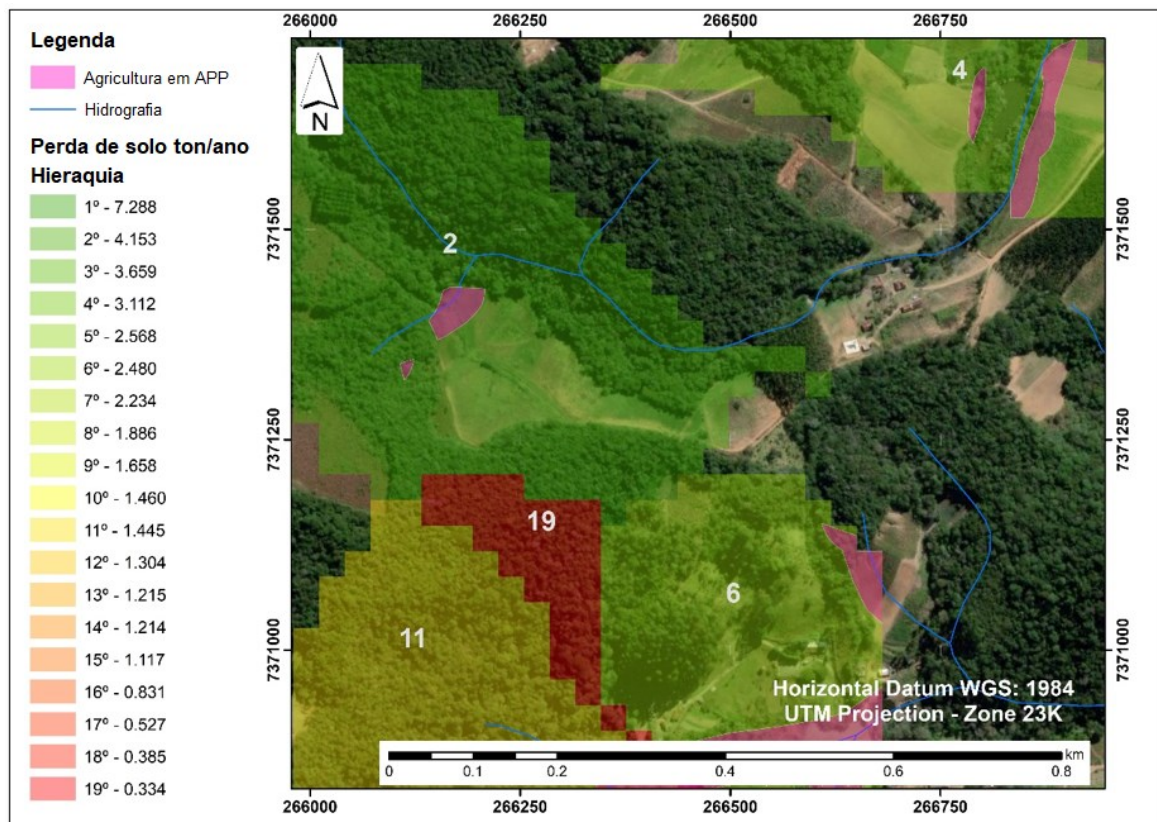 Legenda
Agricultura em APP
Hidrografia
Perda de solo ton/ano
Hieraquia
1º - 7.288
2º - 4.153
3º - 3.659
4º - 3.112
5º - 2.568
6º - 2.480
7º - 2.234
8º - 1.886
9º - 1.658
10º - 1.460
11º - 1.445
12º - 1.304
13º - 1.215
14º - 1.214
15º - 1.117
16º - 0.831
17º - 0.527
18º - 0.385
19º - 0.334
266000 266250 266500 266750
N
4
7371500 7371500
2
7371250 7371250
19
6
11
7371000 7371000
Horizontal Datum WGS: 1984
UTM Projection - Zone 23K
km
0 0.1 0.2 0.4 0.6 0.8
266000 266250 266500 266750